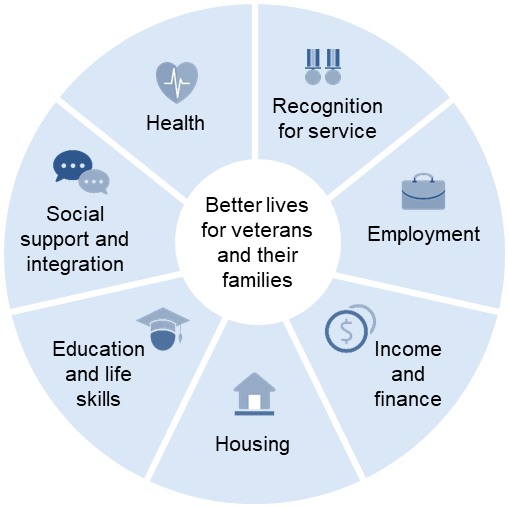 Health
Recognition
for service
Social
support and
integration
Better lives
for veterans
and their
families
Employment
Education
and life
skills
Income
and
finance
$
Housing